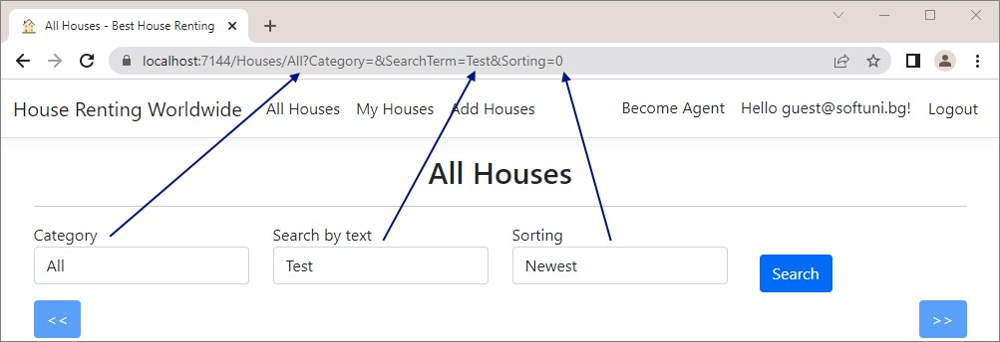 All Houses - Best House Renting
localhost:7144/Houses/All?Category=&SearchTerm=Test&Sorting=0
House Renting Worldwide All Houses My Houses Add Houses Become Agent Hello guest@softuni.bg! Logout
All Houses
Category Search by text Sorting
All Test Newest Search
<< >>